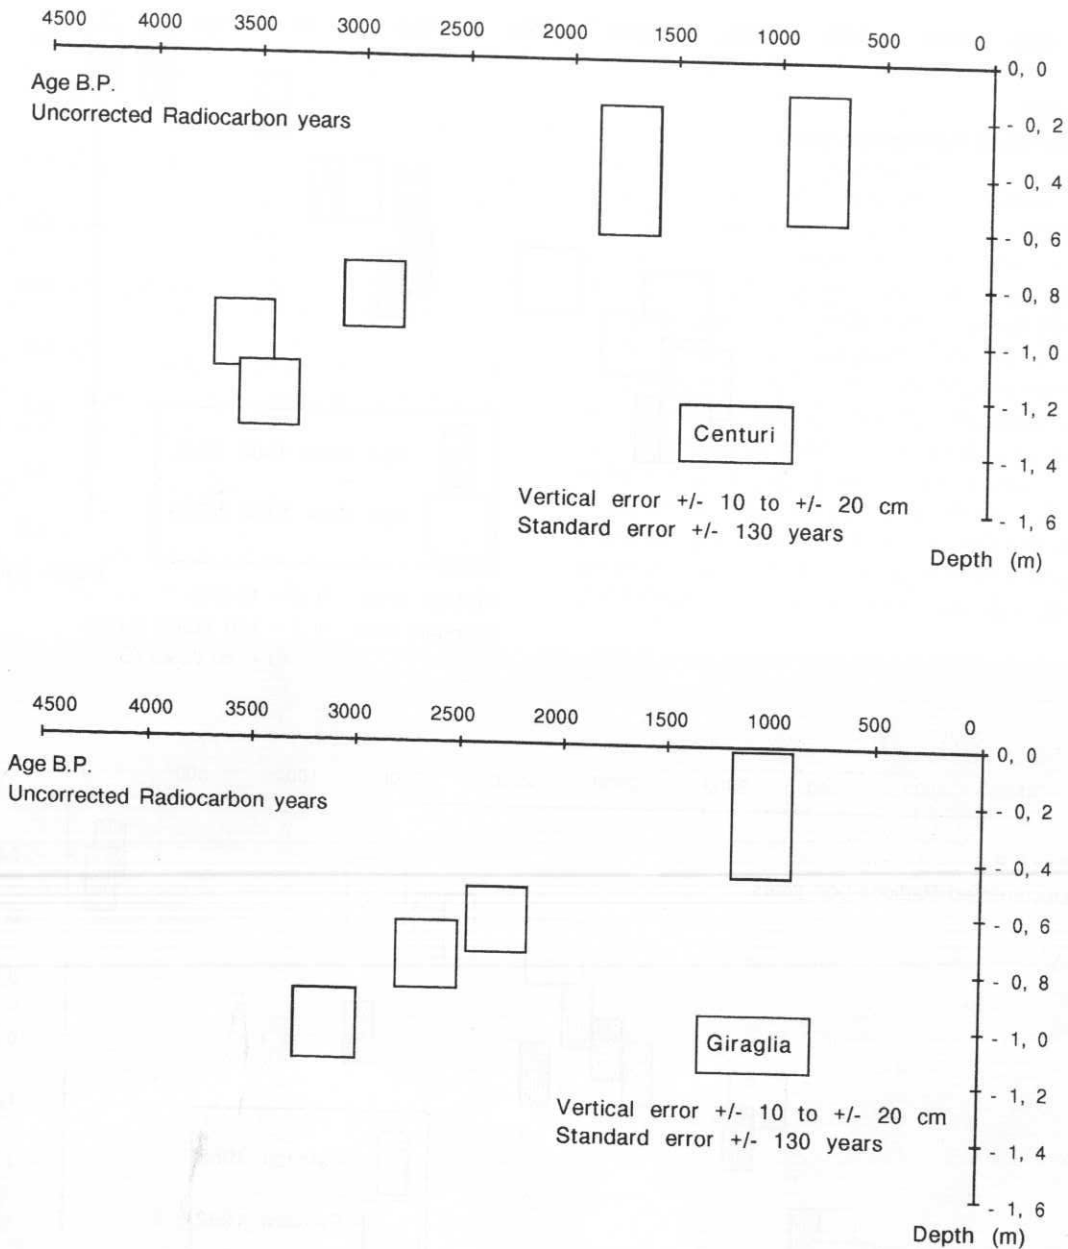 4500 4000 3500 3000 2500 2000 1500 1000 500 0
0, 0
Age B.P.
Uncorrected Radiocarbon years
- 0, 2
- 0, 4
- 0, 6
- 0, 8
- 1, 0
- 1, 2
Centuri
- 1, 4
Vertical error +/- 10 to +/- 20 cm
Standard error +/- 130 years
- 1, 6
Depth (m)
4500 4000 3500 3000 2500 2000 1500 1000 500 0
0, 0
Age B.P.
Uncorrected Radiocarbon years
- 0, 2
- 0, 4
- 0, 6
- 0, 8
- 1, 0
Giraglia
- 1, 2
Vertical error +/- 10 to +/- 20 cm
Standard error +/- 130 years
- 1, 4
- 1, 6
Depth (m)